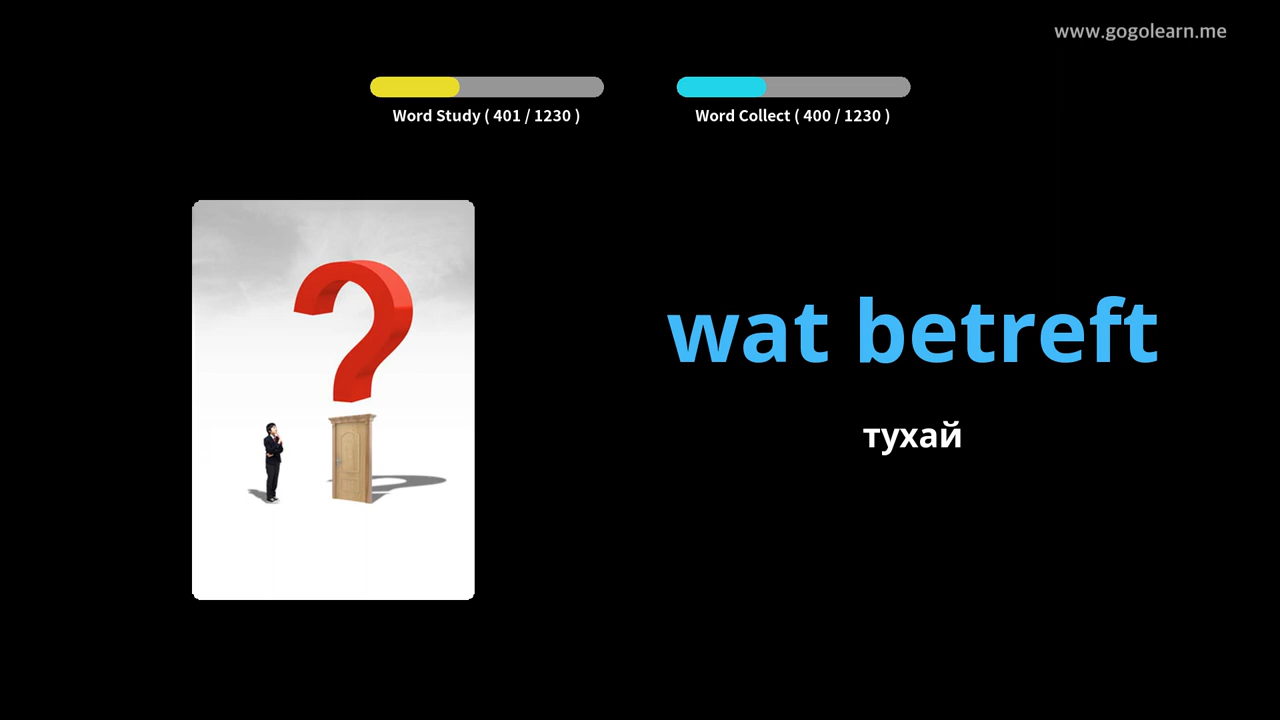 www.gogolearn.me
Word Study ( 401 / 1230 )
Word Collect ( 400 / 1230 )
wat betreft
тухай